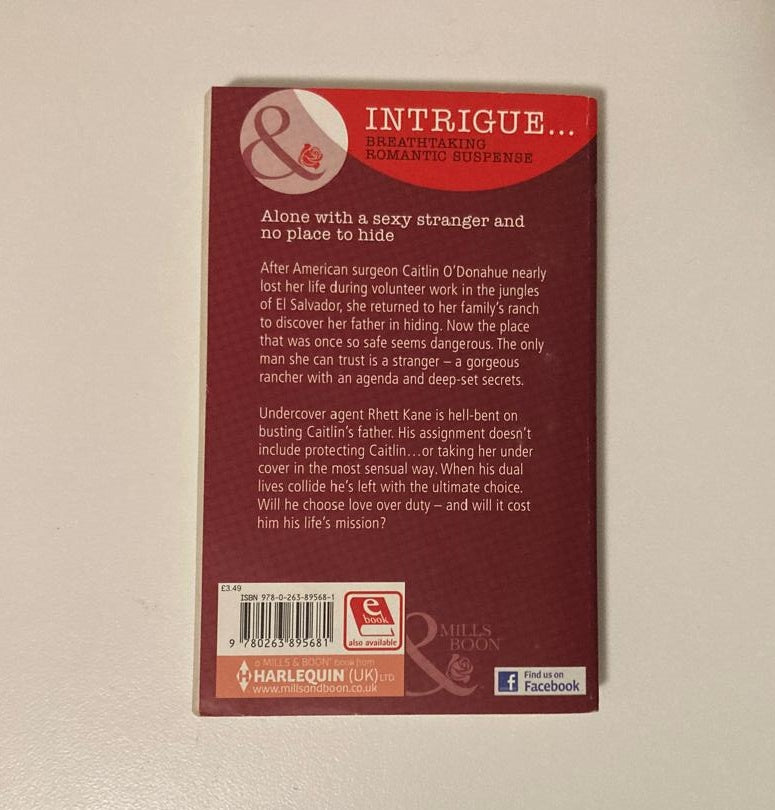 &
INTRIGUE...
BREATHTAKING
ROMANTIC SUSPENSE
Alone with a sexy stranger and
no place to hide
After American surgeon Caitlin O'Donahue nearly
lost her life during volunteer work in the jungles
of El Salvador, she returned to her family's ranch
to discover her father in hiding. Now the place
that was once so safe seems dangerous. The only
man she can trust is a stranger – a gorgeous
rancher with an agenda and deep-set secrets.
Undercover agent Rhett Kane is hell-bent on
busting Caitlin's father. His assignment doesn't
include protecting Caitlin...or taking her under
cover in the most sensual way. When his dual
lives collide he's left with the ultimate choice.
Will he choose love over duty – and will it cost
him his life's mission?
£3.49
ISBN 978-0-263-89568-1
9 780263 895681
e
book
also available
a MILLS & BOON® book from
HARLEQUIN (UK) LTD.
www.millsandboon.co.uk
&
MILLS
BOON
f
Find us on
Facebook